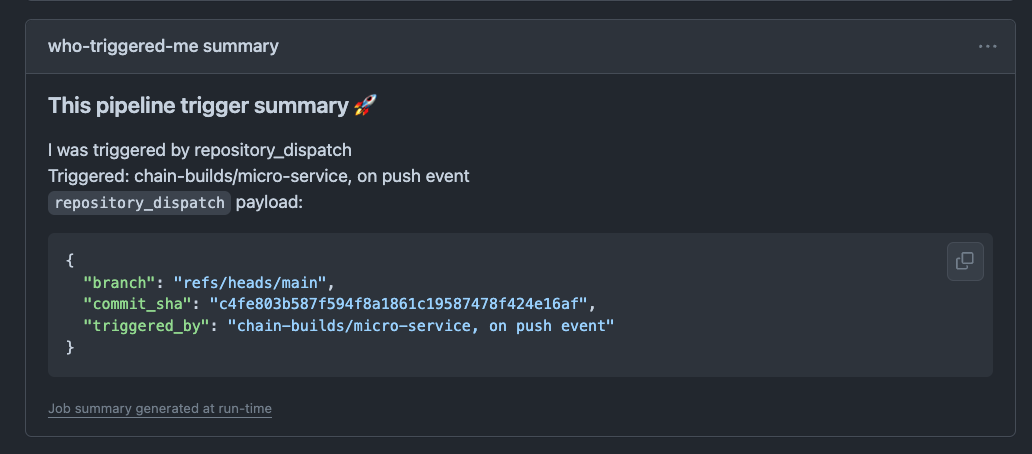 who-triggered-me summary
This pipeline trigger summary 🚀
I was triggered by repository_dispatch
Triggered: chain-builds/micro-service, on push event
repository_dispatch payload:
{
  "branch": "refs/heads/main",
  "commit_sha": "c4fe803b587f594f8a1861c19587478f424e16af",
  "triggered_by": "chain-builds/micro-service, on push event"
}
Job summary generated at run-time